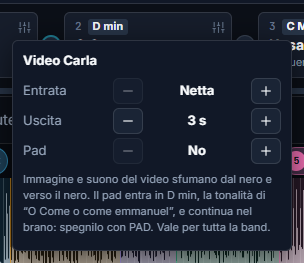 2 D min
3 C M
Video Carla
Entrata − Netta +
Uscita − 3 s +
Pad − No +
Immagine e suono del video sfumano dal nero e
verso il nero. Il pad entra in D min, la tonalità di
“O Come o come emmanuel”, e continua nel
brano: spegnilo con PAD. Vale per tutta la band.
5